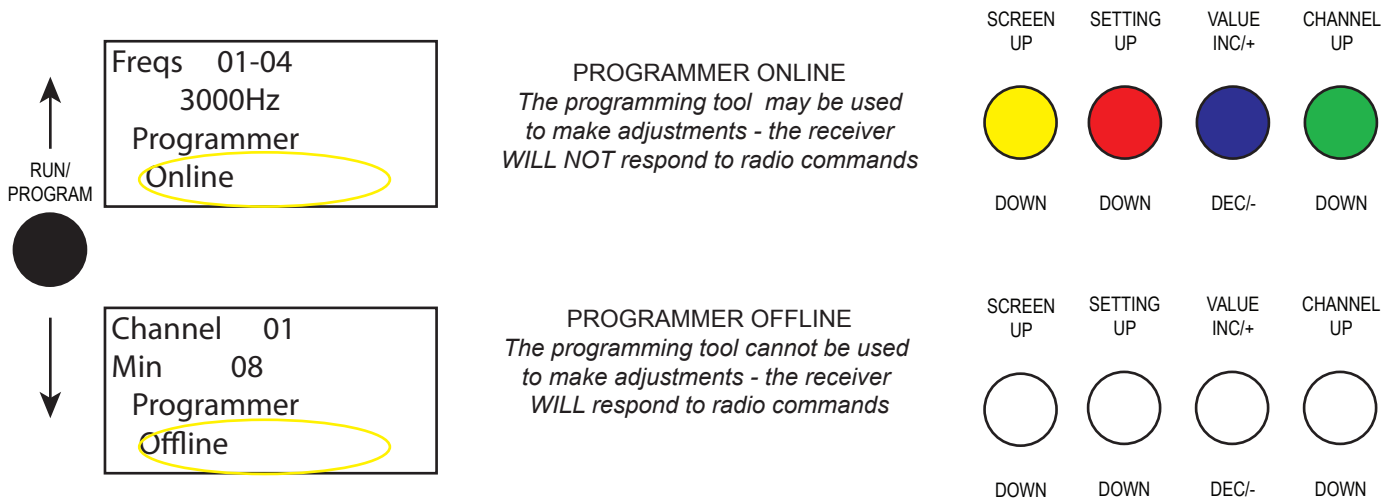 RUN/
PROGRAM
Freqs 01-04
3000Hz
Programmer
Online
PROGRAMMER ONLINE
The programming tool may be used
to make adjustments - the receiver
WILL NOT respond to radio commands
SCREEN UP
SETTING UP
VALUE INC/+
CHANNEL UP
DOWN
DOWN
DEC/-
DOWN
Channel 01
Min 08
Programmer
Offline
PROGRAMMER OFFLINE
The programming tool cannot be used
to make adjustments - the receiver
WILL respond to radio commands
SCREEN UP
SETTING UP
VALUE INC/+
CHANNEL UP
DOWN
DOWN
DEC/-
DOWN